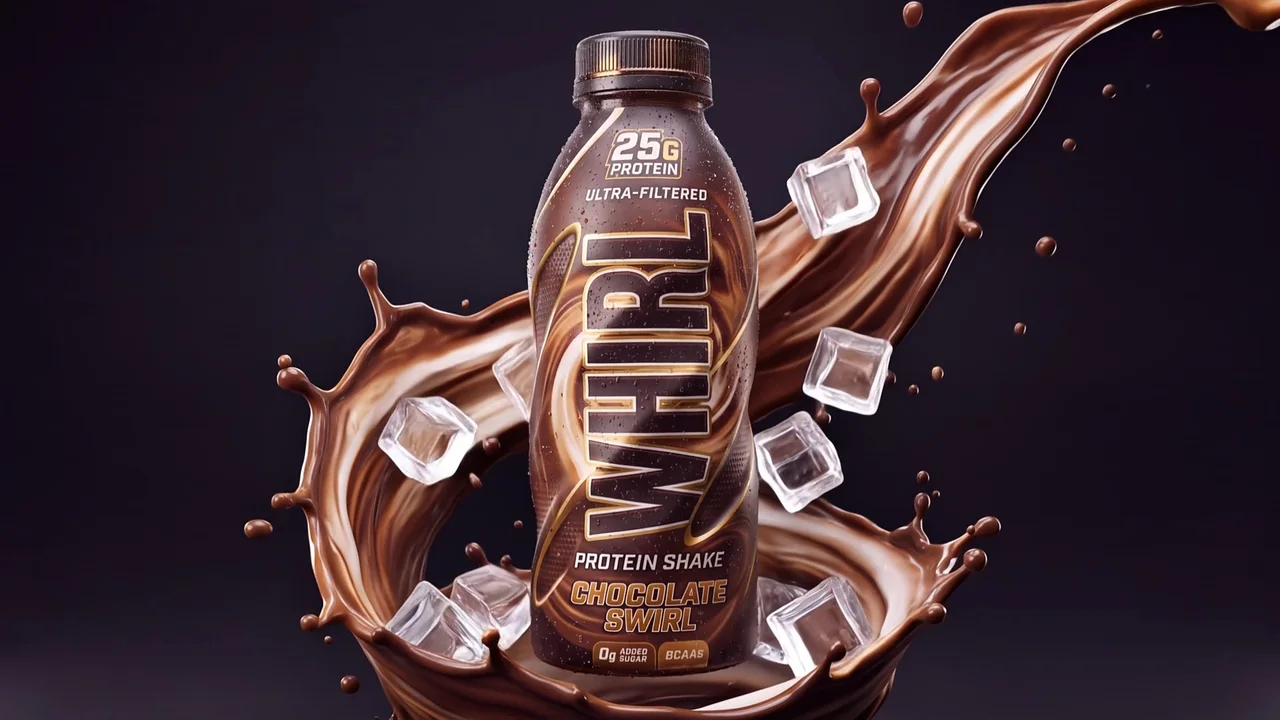 25G
PROTEIN
ULTRA-FILTERED
WHIRL
PROTEIN SHAKE
CHOCOLATE
SWIRL
0g ADDED
SUGAR
BCAAs